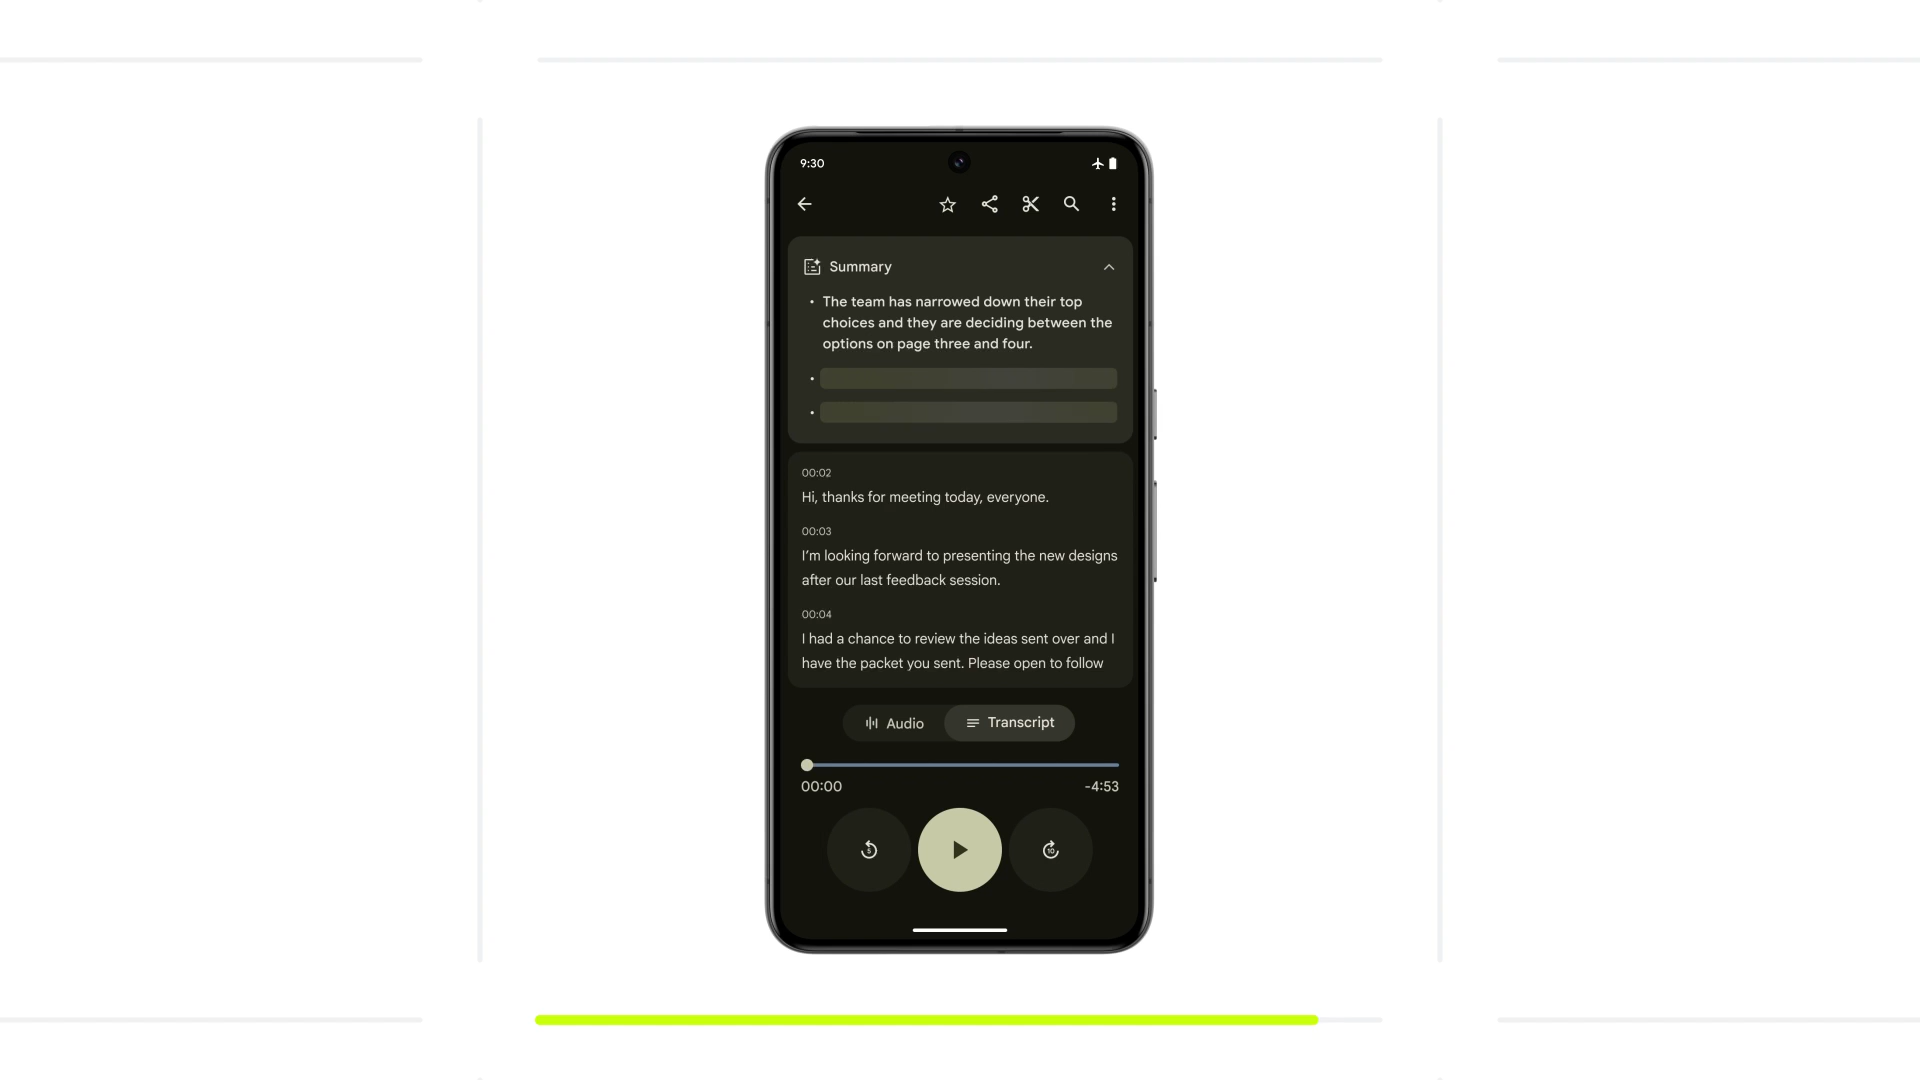 9:30
Summary
• The team has narrowed down their top
choices and they are deciding between the
options on page three and four.
•
•
00:02
Hi, thanks for meeting today, everyone.
00:03
I’m looking forward to presenting the new designs
after our last feedback session.
00:04
I had a chance to review the ideas sent over and I
have the packet you sent. Please open to follow
Audio Transcript
00:00 -4:53
5 10